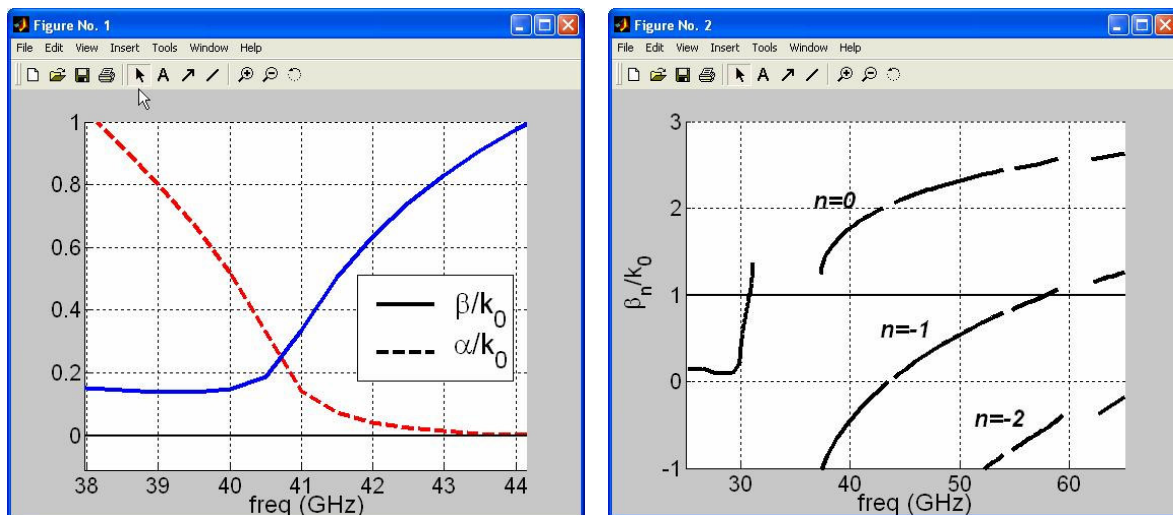 Figure No. 1
File Edit View Insert Tools Window Help
A
1
0.8
0.6
0.4
0.2
0
β/k0
α/k0
38 39 40 41 42 43 44
freq (GHz)
Figure No. 2
File Edit View Insert Tools Window Help
A
3
2
1
0
-1
βn/k0
n=0
n=-1
n=-2
30 40 50 60
freq (GHz)